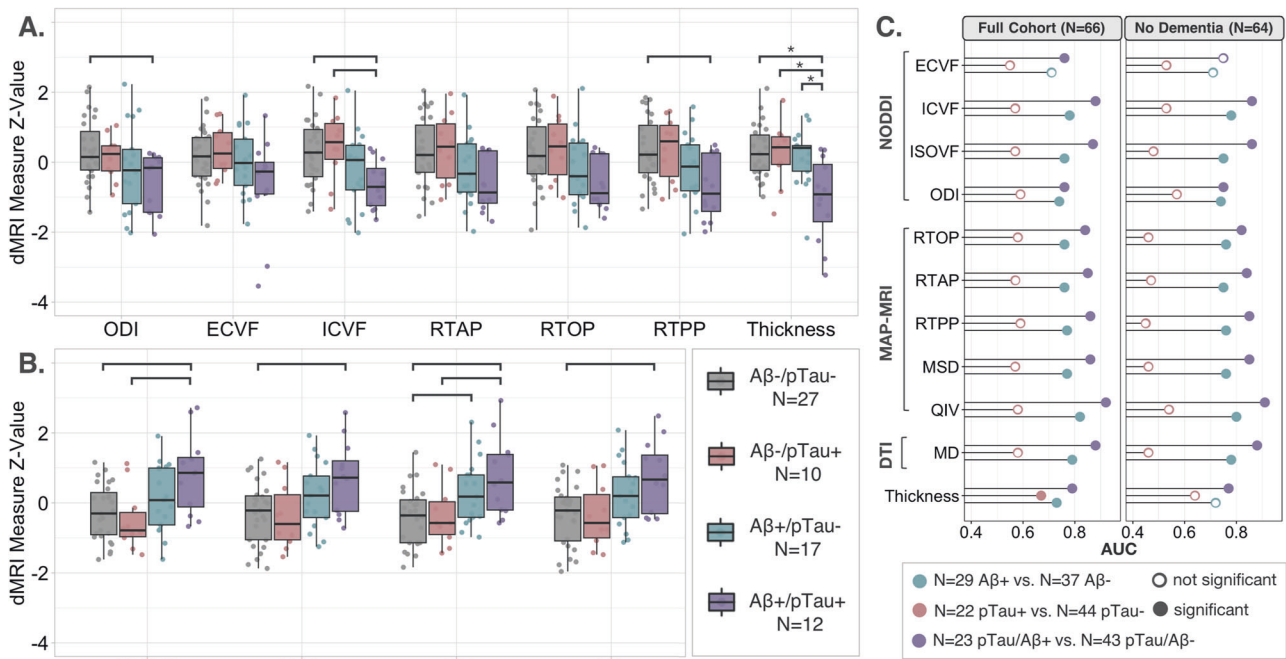 A.
dMRI Measure Z-Value
2
0
-2
-4
*
*
*
ODI ECVF ICVF RTAP RTOP RTPP Thickness
B.
dMRI Measure Z-Value
2
0
-2
-4
Aβ-/pTau-
N=27
Aβ-/pTau+
N=10
Aβ+/pTau-
N=17
Aβ+/pTau+
N=12
C.
Full Cohort (N=66) No Dementia (N=64)
NODDI
ECVF
ICVF
ISOVF
ODI
MAP-MRI
RTOP
RTAP
RTPP
MSD
QIV
DTI
MD
Thickness
0.4 0.6 0.8 0.4 0.6 0.8
AUC
N=29 Aβ+ vs. N=37 Aβ-
not significant
N=22 pTau+ vs. N=44 pTau-
significant
N=23 pTau/Aβ+ vs. N=43 pTau/Aβ-